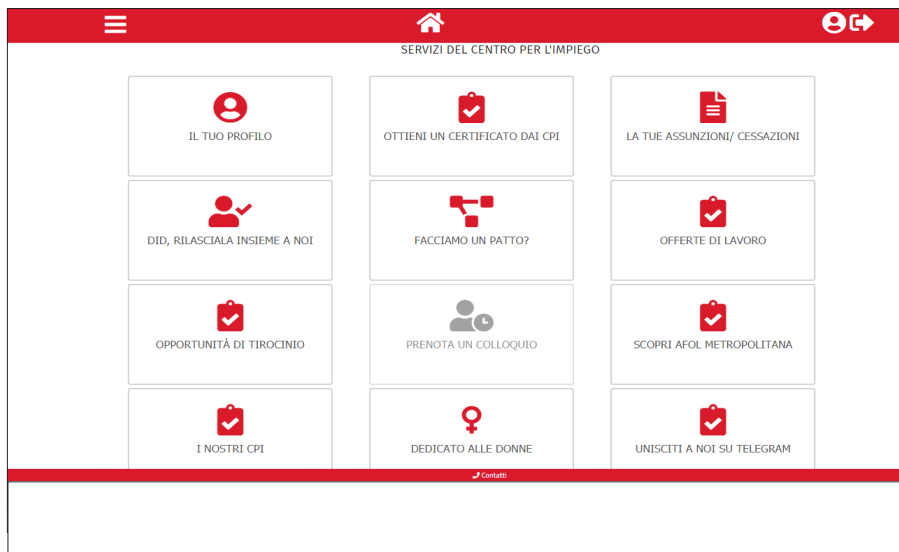 SERVIZI DEL CENTRO PER L'IMPIEGO
IL TUO PROFILO
OTTIENI UN CERTIFICATO DAI CPI
LA TUE ASSUNZIONI/ CESSAZIONI
DID, RILASCIALA INSIEME A NOI
FACCIAMO UN PATTO?
OFFERTE DI LAVORO
OPPORTUNITÀ DI TIROCINIO
PRENOTA UN COLLOQUIO
SCOPRI AFOL METROPOLITANA
I NOSTRI CPI
DEDICATO ALLE DONNE
UNISCITI A NOI SU TELEGRAM
Contatti